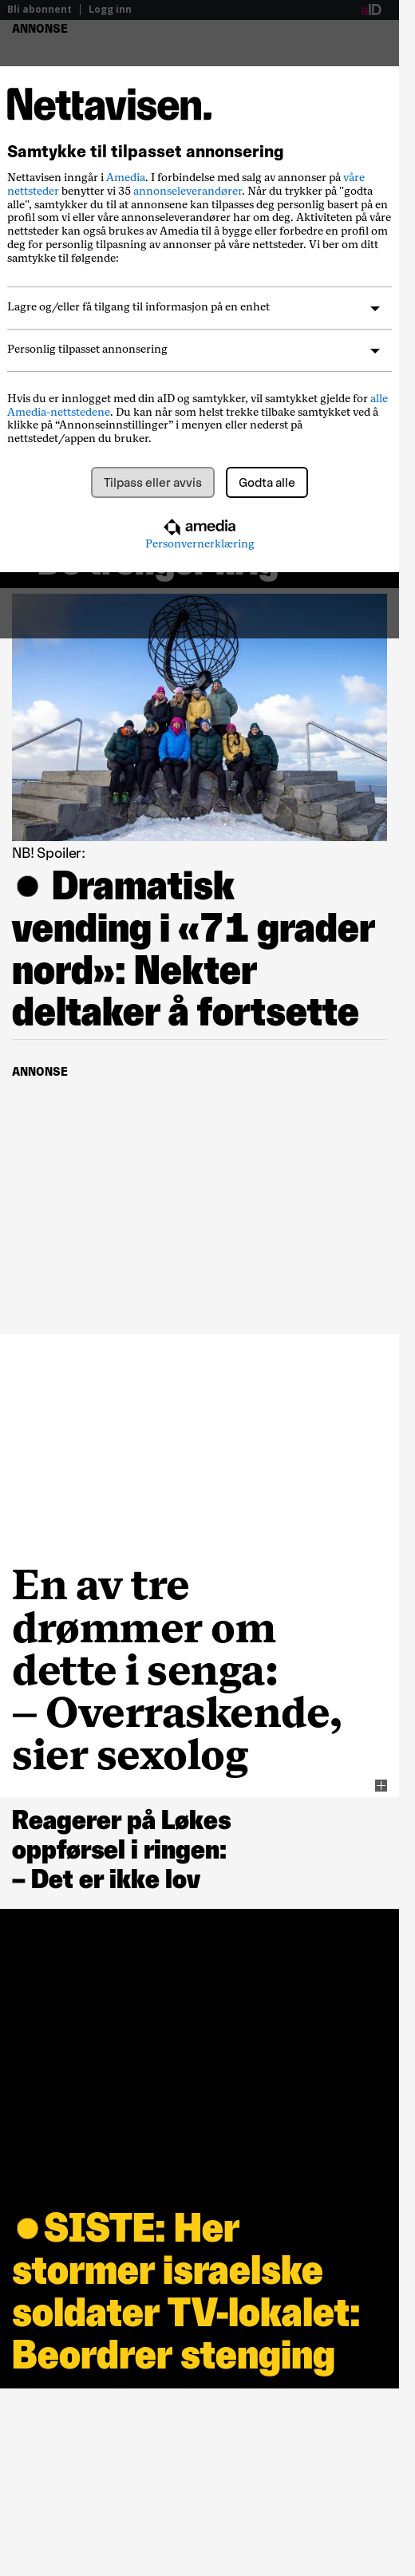 Bli abonnent | Logg inn
aID
ANNONSE
Nettavisen.
Samtykke til tilpasset annonsering
Nettavisen inngår i Amedia. I forbindelse med salg av annonser på våre
nettsteder benytter vi 35 annonseleverandører. Når du trykker på "godta
alle", samtykker du til at annonsene kan tilpasses deg personlig basert på en
profil som vi eller våre annonseleverandører har om deg. Aktiviteten på våre
nettsteder kan også brukes av Amedia til å bygge eller forbedre en profil om
deg for personlig tilpasning av annonser på våre nettsteder. Vi ber om ditt
samtykke til følgende:
Lagre og/eller få tilgang til informasjon på en enhet
Personlig tilpasset annonsering
Hvis du er innlogget med din aID og samtykker, vil samtykket gjelde for alle
Amedia-nettstedene. Du kan når som helst trekke tilbake samtykket ved å
klikke på “Annonseinnstillinger” i menyen eller nederst på
nettstedet/appen du bruker.
Tilpass eller avvis
Godta alle
amedia
Personvernerklæring
NB! Spoiler:
● Dramatisk
vending i «71 grader
nord»: Nekter
deltaker å fortsette
ANNONSE
En av tre
drømmer om
dette i senga:
– Overraskende,
sier sexolog
Reagerer på Løkes
oppførsel i ringen:
– Det er ikke lov
●SISTE: Her
stormer israelske
soldater TV-lokalet:
Beordrer stenging